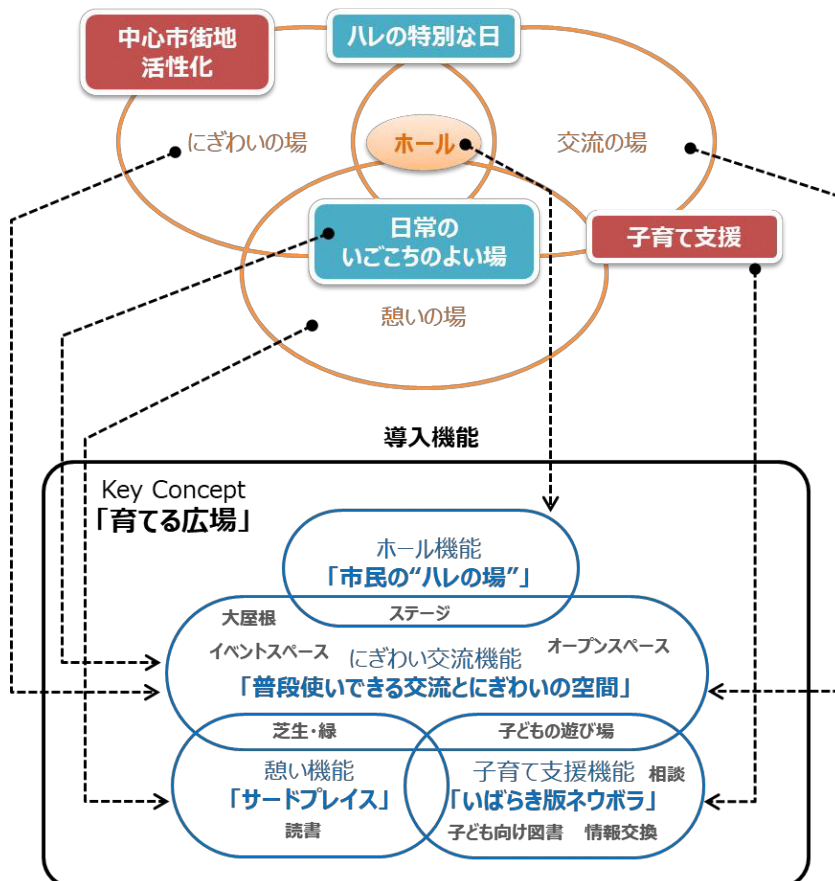 中心市街地
活性化
ハレの特別な日
にぎわいの場
ホール
交流の場
日常の
いごこちのよい場
子育て支援
憩いの場
導入機能
Key Concept
「育てる広場」
ホール機能
「市民の“ハレの場”」
大屋根
ステージ
イベントスペース
にぎわい交流機能
オープンスペース
「普段使いできる交流とにぎわいの空間」
芝生・緑
子どもの遊び場
憩い機能
「サードプレイス」
読書
子育て支援機能
相談
「いばらき版ネウボラ」
子ども向け図書
情報交換